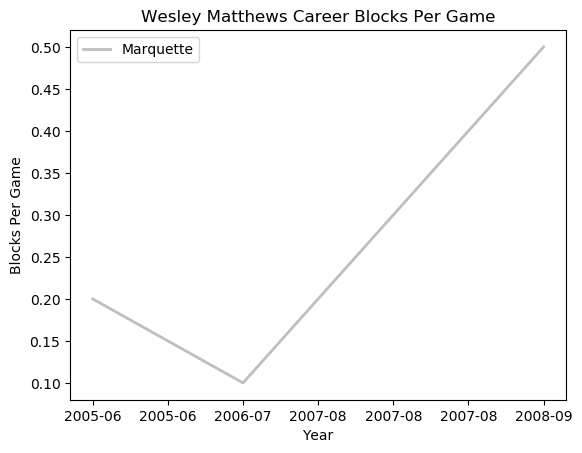 Wesley Matthews Career Blocks Per Game
Marquette
0.50
0.45
0.40
0.35
0.30
0.25
0.20
0.15
0.10
Blocks Per Game
2005-06 2005-06 2006-07 2007-08 2007-08 2007-08 2008-09
Year